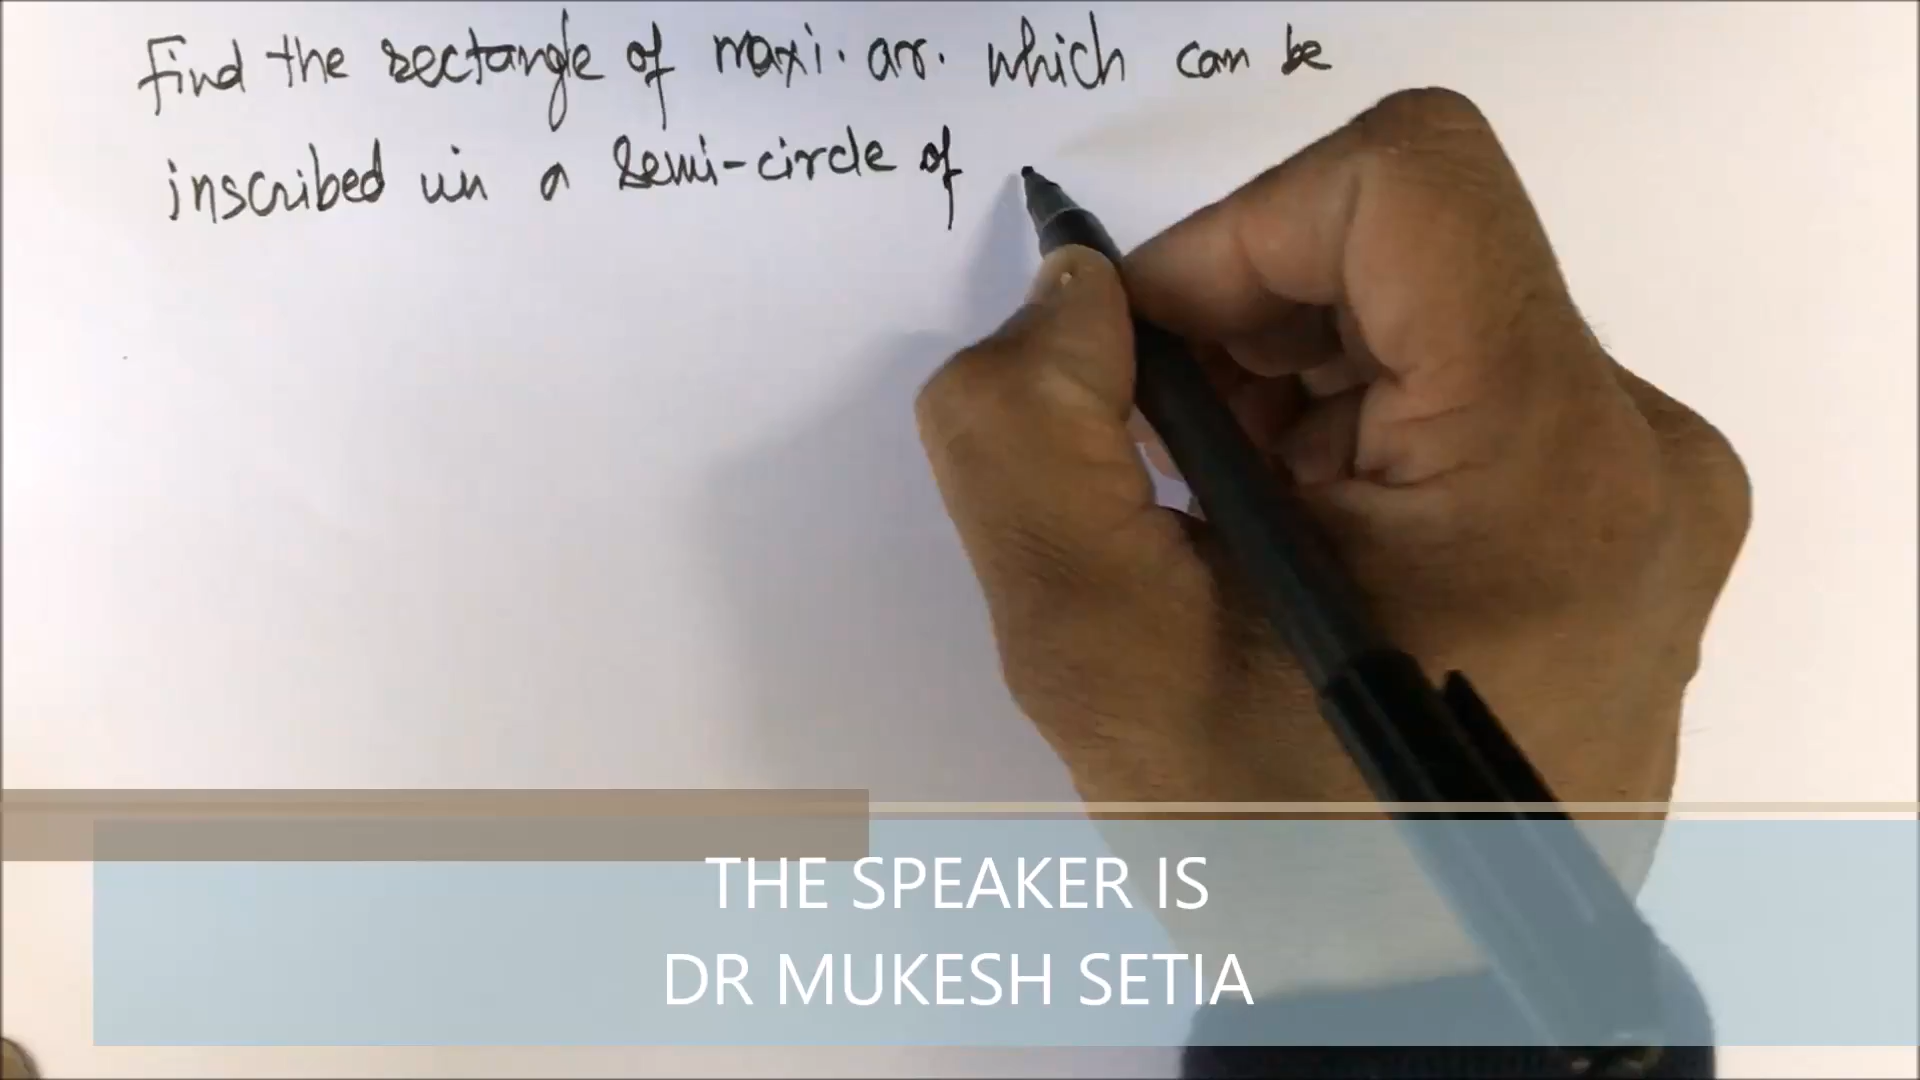 Find the rectangle of maxi. ar. which can be
inscribed in a semi-circle of
THE SPEAKER IS
DR MUKESH SETIA